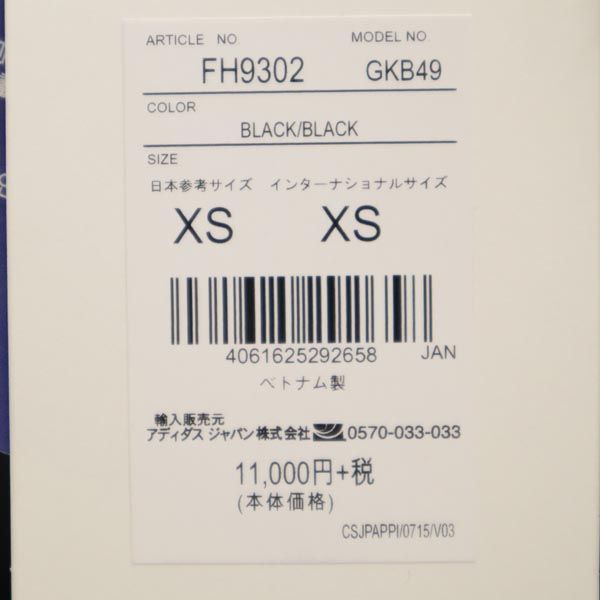 ARTICLE NO. MODEL NO.
FH9302 GKB49
COLOR
BLACK/BLACK
SIZE
日本参考サイズ インターナショナルサイズ
XS XS
4061625292658 JAN
ベトナム製
輸入販売元
アディダス ジャパン株式会社 0570-033-033
11,000円+税
(本体価格)
CSJPAPPI/0715/V03